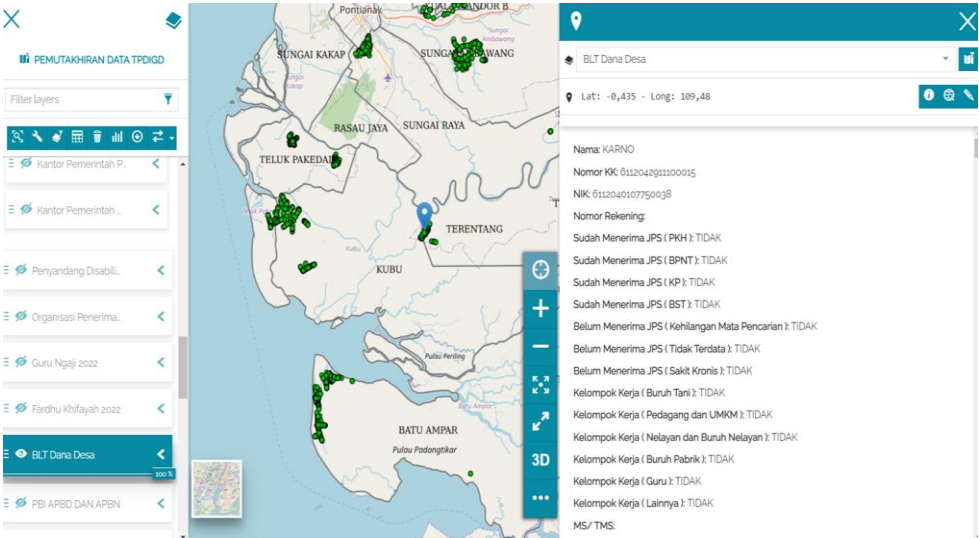 PEMUTAKHIRAN DATA TPDIGD
Filter layers
Kantor Pemerintah P...
Kantor Pemerintah ...
Penyandang Disabili...
Organisasi Penerima...
Guru Ngaji 2022
Fardhu Khifayah 2022
BLT Dana Desa
100 %
PBI APBD DAN APBN
Pontianak
SUNGAI KAKAP
Sungai Kakap
Sungai Ambawang
RASAU JAYA
SUNGAI RAYA
TELUK PAKEDAI
TERENTANG
Kubu
KUBU
Pulau Periling
Batu Ampar
BATU AMPAR
Pulau Padangtikar
3D
BLT Dana Desa
Lat: -0,435 - Long: 109,48
Nama: KARNO
Nomor KK: 6112042911100015
NIK: 6112040107750038
Nomor Rekening:
Sudah Menerima JPS ( PKH ): TIDAK
Sudah Menerima JPS ( BPNT ): TIDAK
Sudah Menerima JPS ( KP ): TIDAK
Sudah Menerima JPS ( BST ): TIDAK
Belum Menerima JPS ( Kehilangan Mata Pencarian ): TIDAK
Belum Menerima JPS ( Tidak Terdata ): TIDAK
Belum Menerima JPS ( Sakit Kronis ): TIDAK
Kelompok Kerja ( Buruh Tani ): TIDAK
Kelompok Kerja ( Pedagang dan UMKM ): TIDAK
Kelompok Kerja ( Nelayan dan Buruh Nelayan ): TIDAK
Kelompok Kerja ( Buruh Pabrik ): TIDAK
Kelompok Kerja ( Guru ): TIDAK
Kelompok Kerja ( Lainnya ): TIDAK
MS/ TMS: